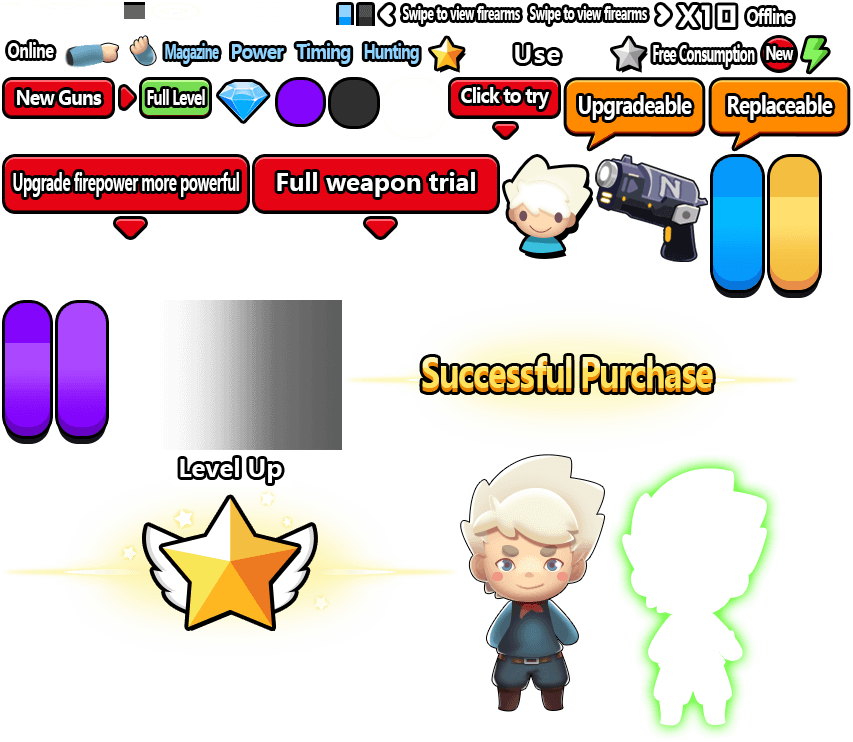 Swipe to view firearms
Swipe to view firearms
X10
Offline
Online
Magazine
Power
Timing
Hunting
Use
Free Consumption
New
New Guns
Full Level
Click to try
Upgradeable
Replaceable
Upgrade firepower more powerful
Full weapon trial
N
Successful Purchase
Level Up